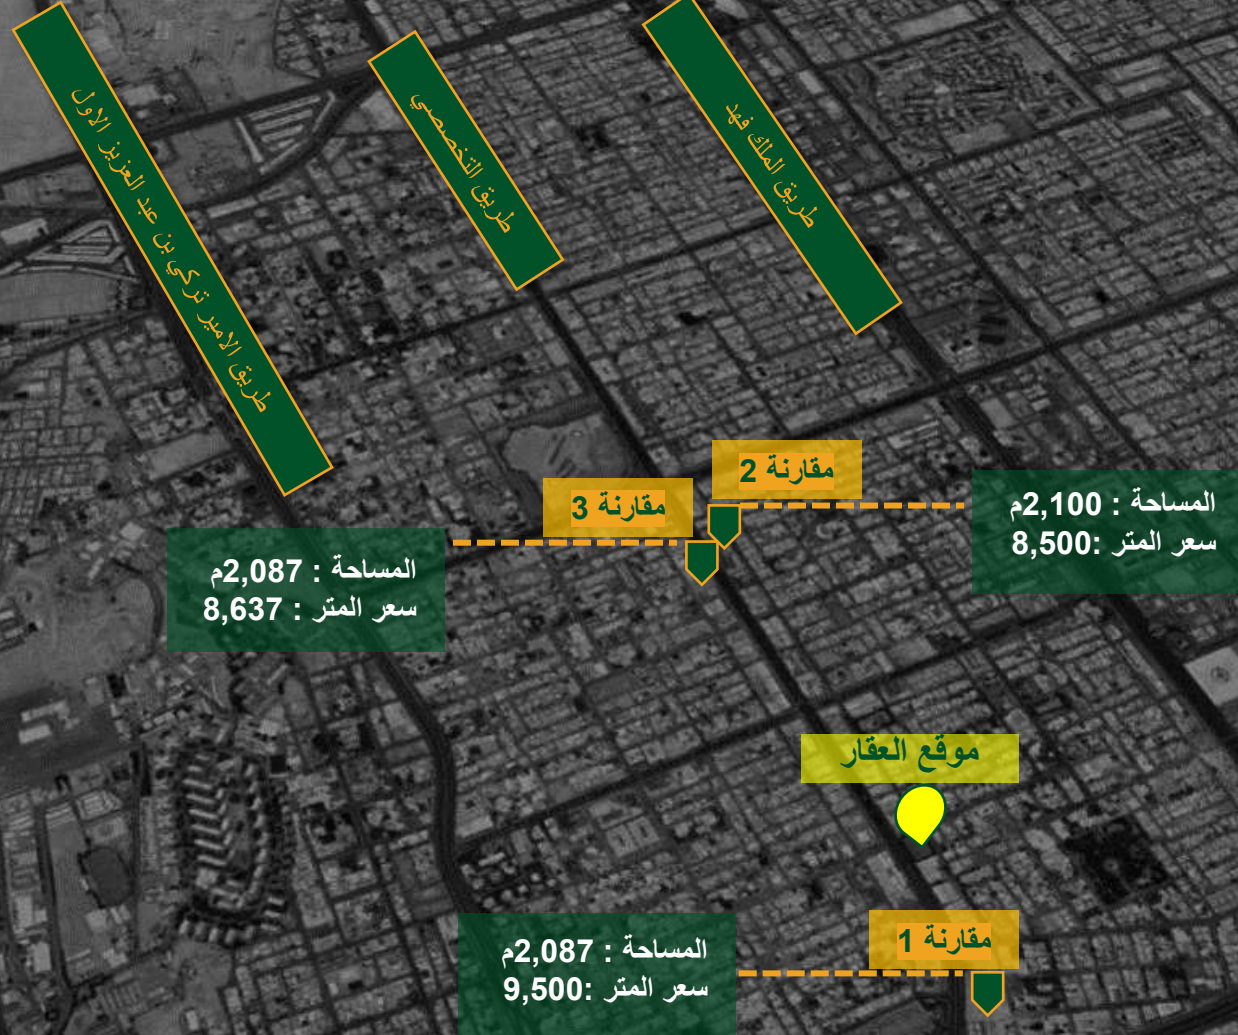 طريق الامير تركي بن عبد العزيز الاول
طريق التخصصي
طريق الملك فهد
مقارنة 2
المساحة : 2,100م
سعر المتر :8,500
مقارنة 3
المساحة : 2,087م
سعر المتر : 8,637
موقع العقار
مقارنة 1
المساحة : 2,087م
سعر المتر :9,500